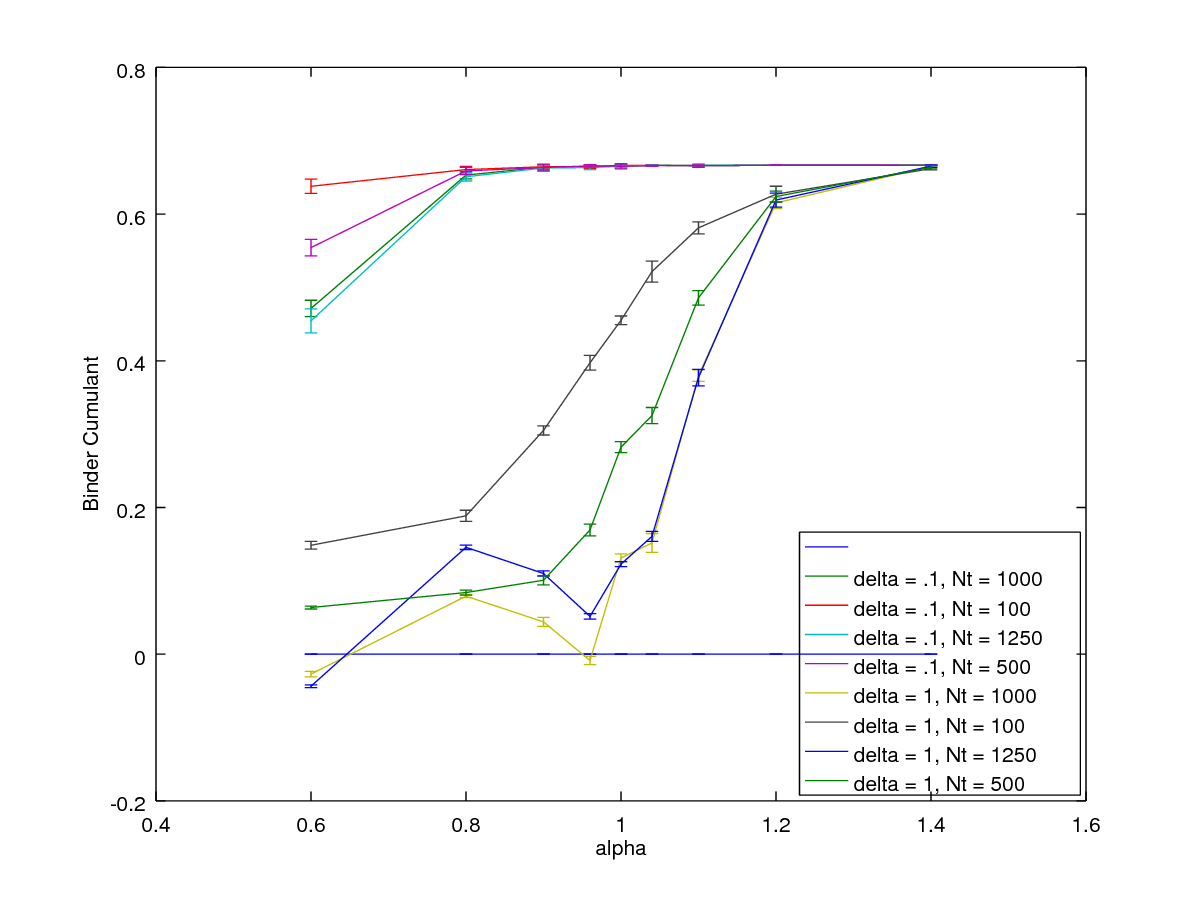 0.8
0.6
0.4
0.2
0
-0.2
0.4 0.6 0.8 1 1.2 1.4 1.6
alpha
Binder Cumulant
delta = .1, Nt = 1000
delta = .1, Nt = 100
delta = .1, Nt = 1250
delta = .1, Nt = 500
delta = 1, Nt = 1000
delta = 1, Nt = 100
delta = 1, Nt = 1250
delta = 1, Nt = 500